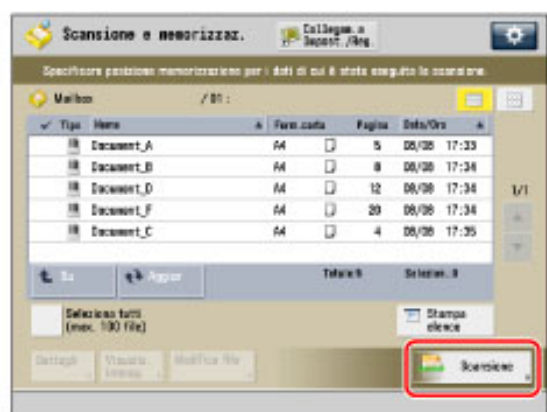 Scansione e memorizzaz.
Collegam. a
Impost./Reg.
Specificare posizione memorizzazione per i dati di cui è stata eseguita la scansione.
Mailbox /01:
Tipo Nome Form.carta Pagina Data/Ora
Document_A A4 5 08/08 17:33
Document_B A4 8 08/08 17:34
Document_D A4 12 08/08 17:34
Document_F A4 20 08/08 17:34
Document_C A4 4 08/08 17:35
1/1
Su Aggior Totale:5 Selezion.:0
Seleziona tutti
(max. 100 file)
Stampa
elenco
Dettagli
Visualiz.
Modifica file
Scansione